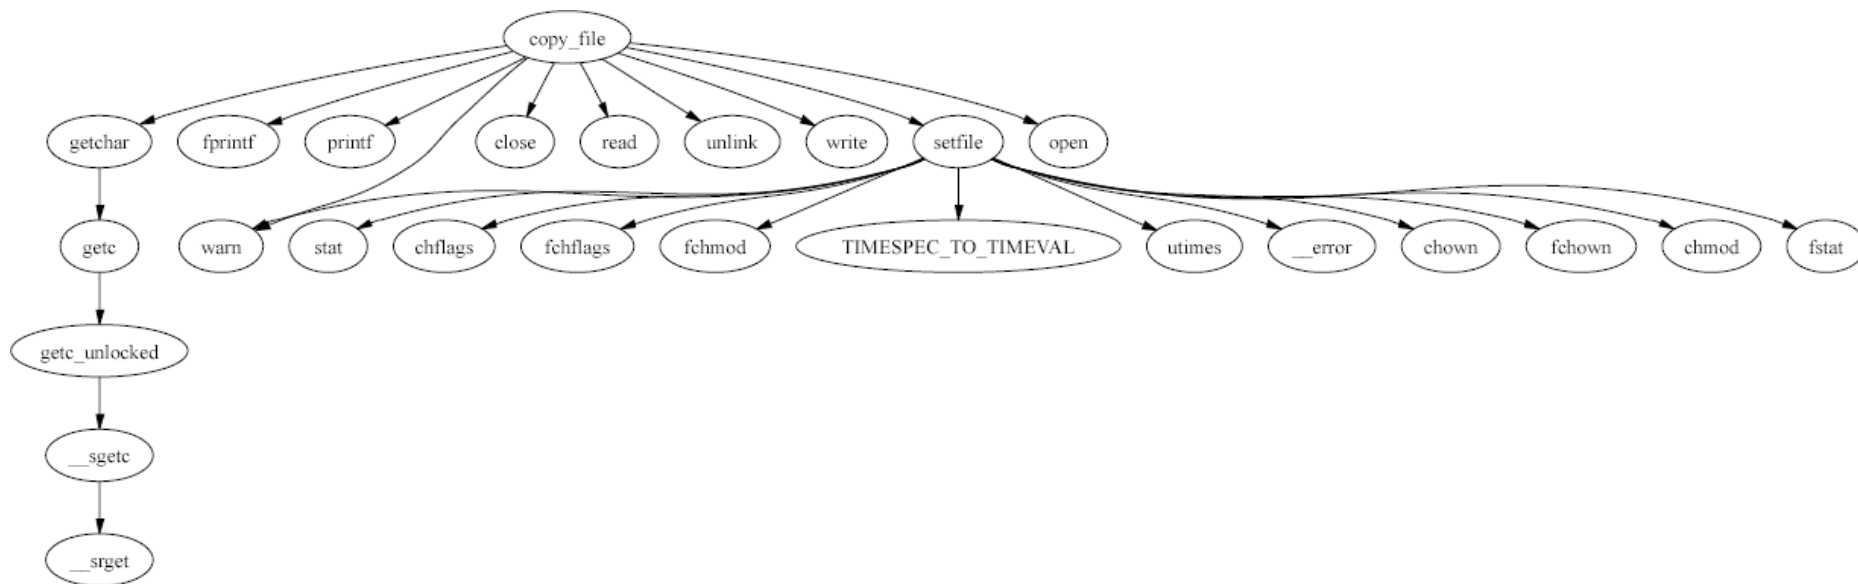 copy_file
getchar fprintf printf close read unlink write setfile open
getc warn stat chflags fchflags fchmod TIMESPEC_TO_TIMEVAL utimes __error chown fchown chmod fstat
getc_unlocked
__sgetc
__srget